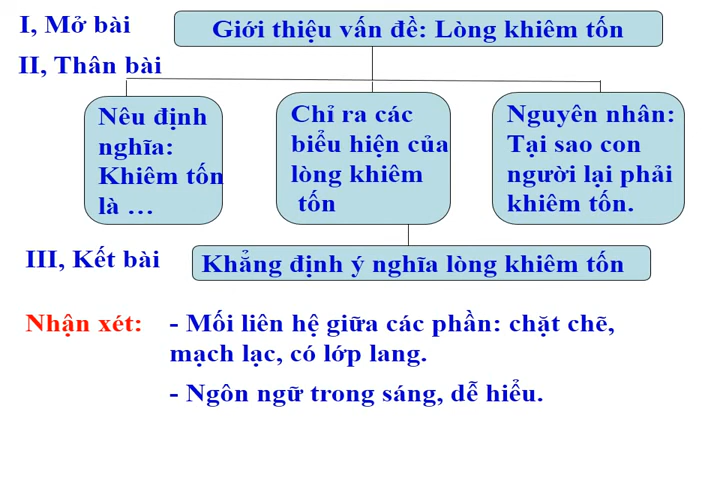 I, Mở bài
Giới thiệu vấn đề: Lòng khiêm tốn
II, Thân bài
Nêu định
nghĩa:
Khiêm tốn
là …
Chỉ ra các
biểu hiện của
lòng khiêm
tốn
Nguyên nhân:
Tại sao con
người lại phải
khiêm tốn.
III, Kết bài
Khẳng định ý nghĩa lòng khiêm tốn
Nhận xét:
- Mối liên hệ giữa các phần: chặt chẽ,
mạch lạc, có lớp lang.
- Ngôn ngữ trong sáng, dễ hiểu.